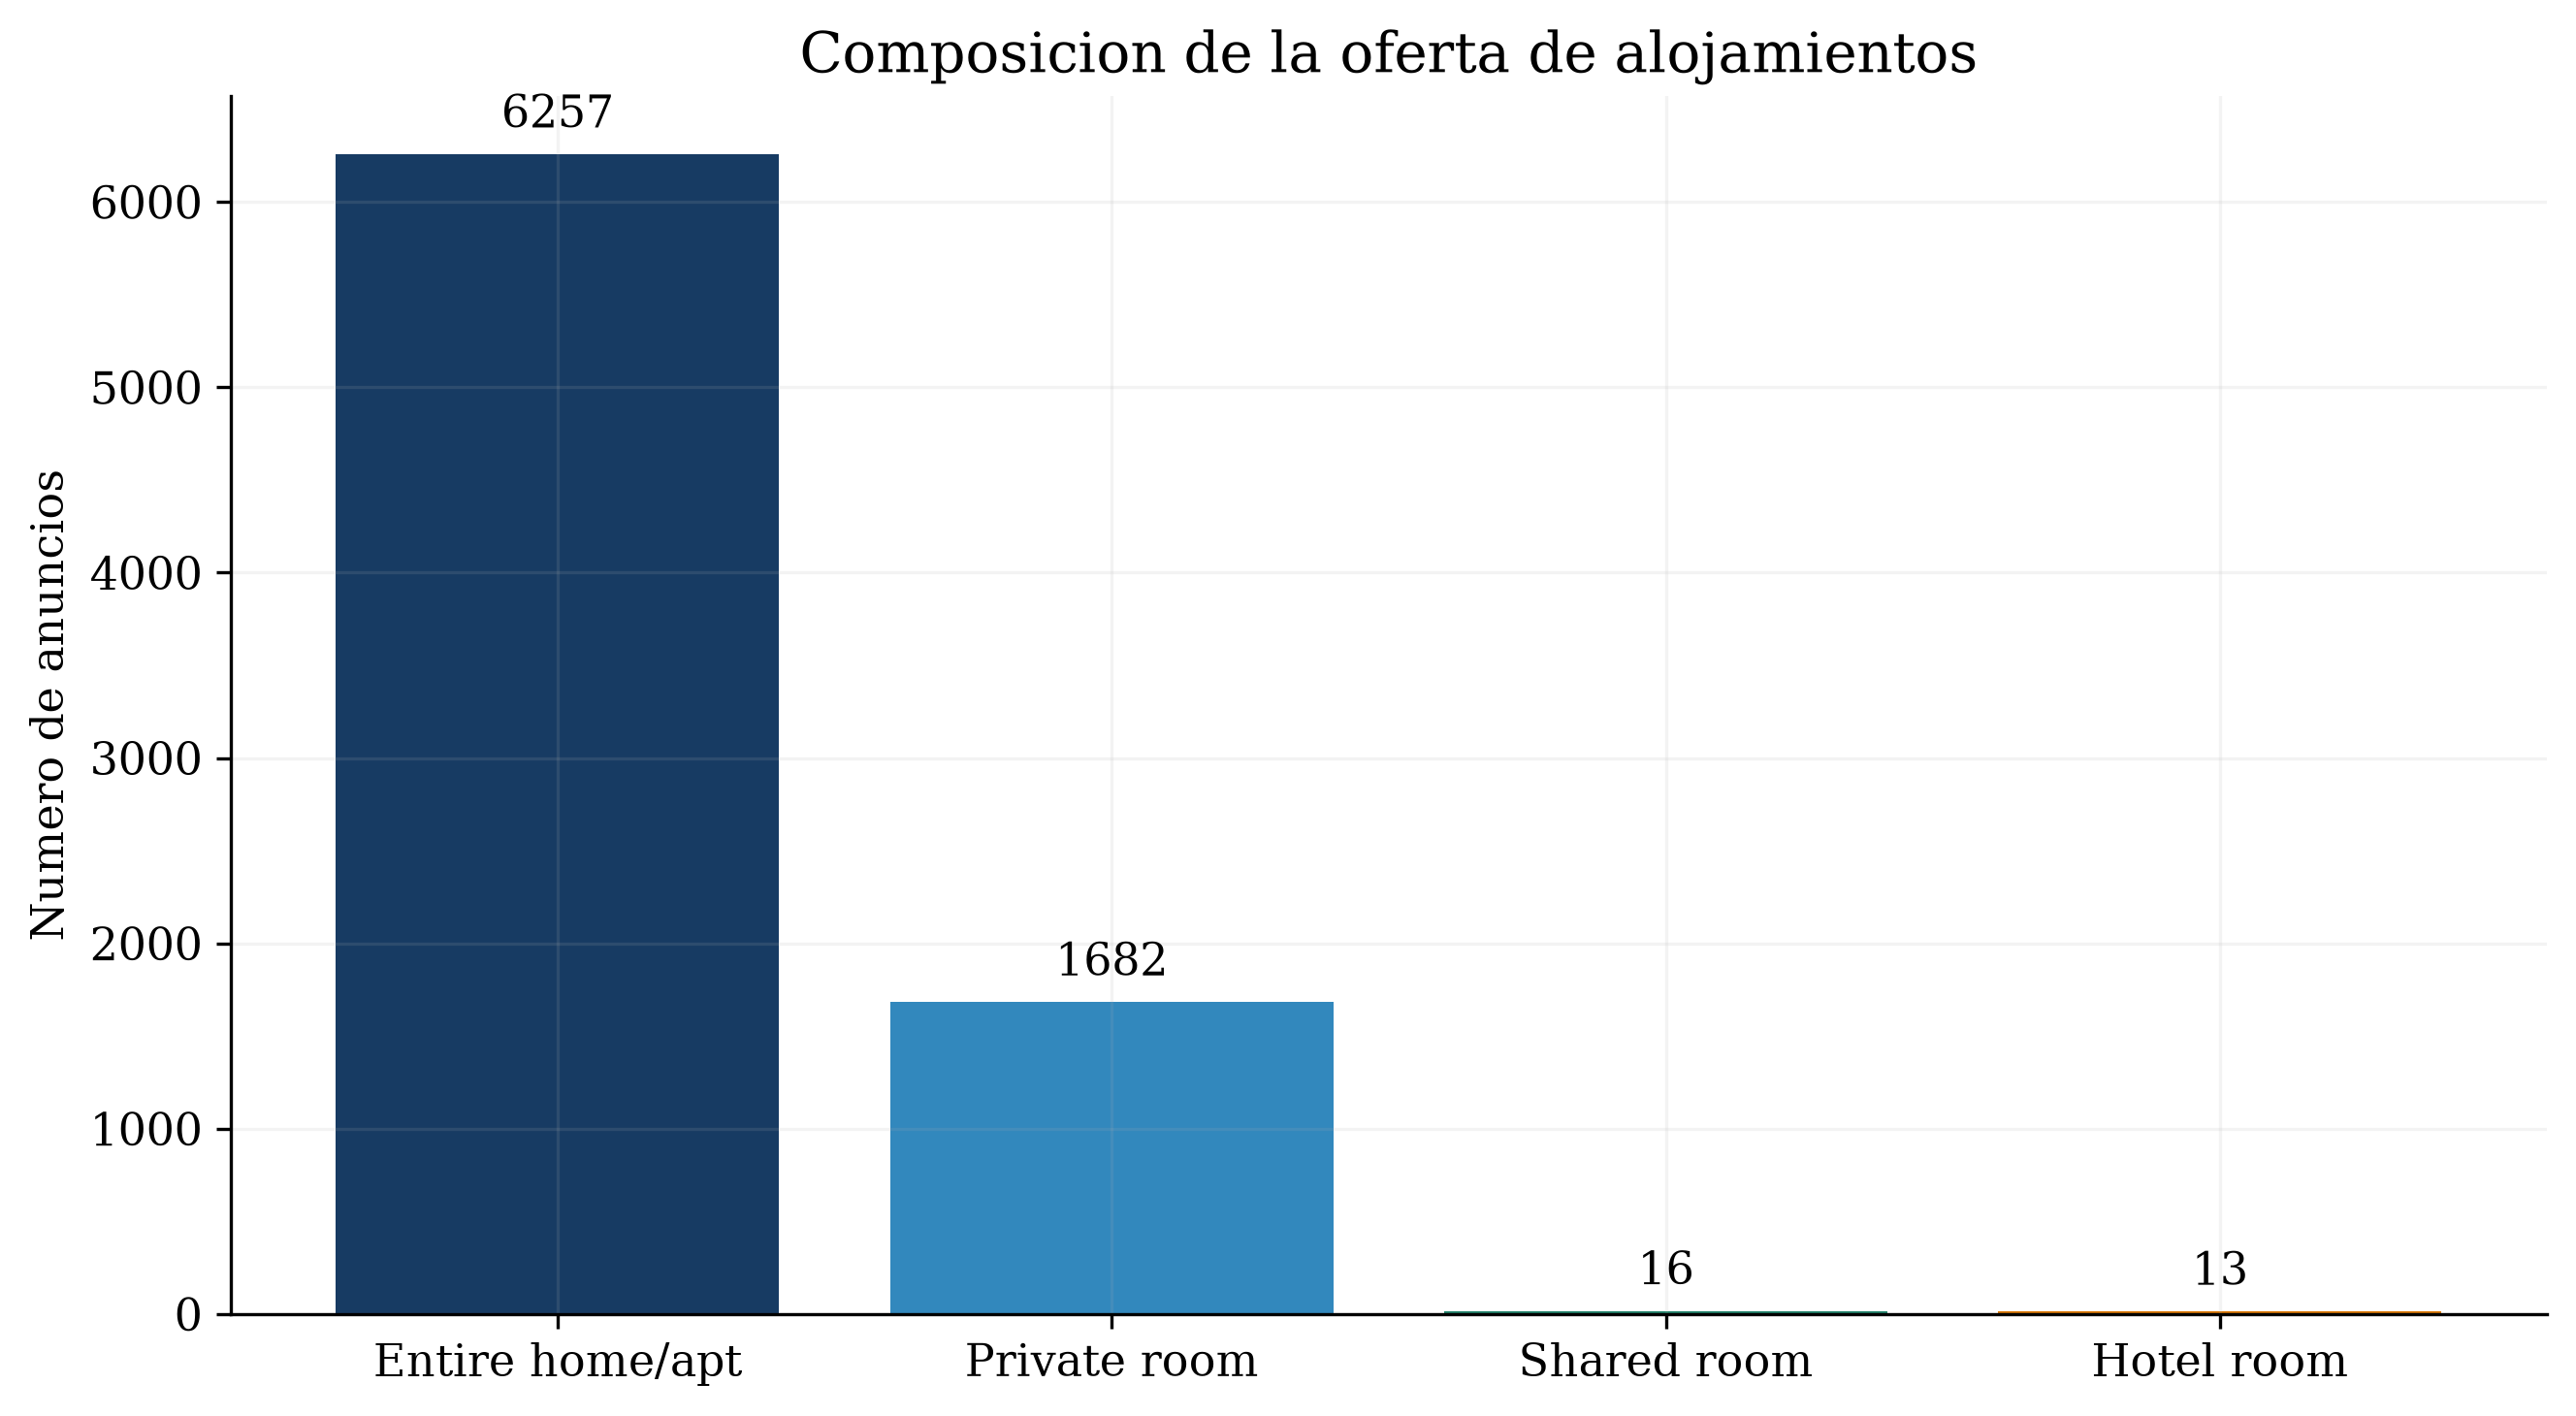 Composicion de la oferta de alojamientos
Numero de anuncios
6000
5000
4000
3000
2000
1000
0
6257
1682
16
13
Entire home/apt
Private room
Shared room
Hotel room